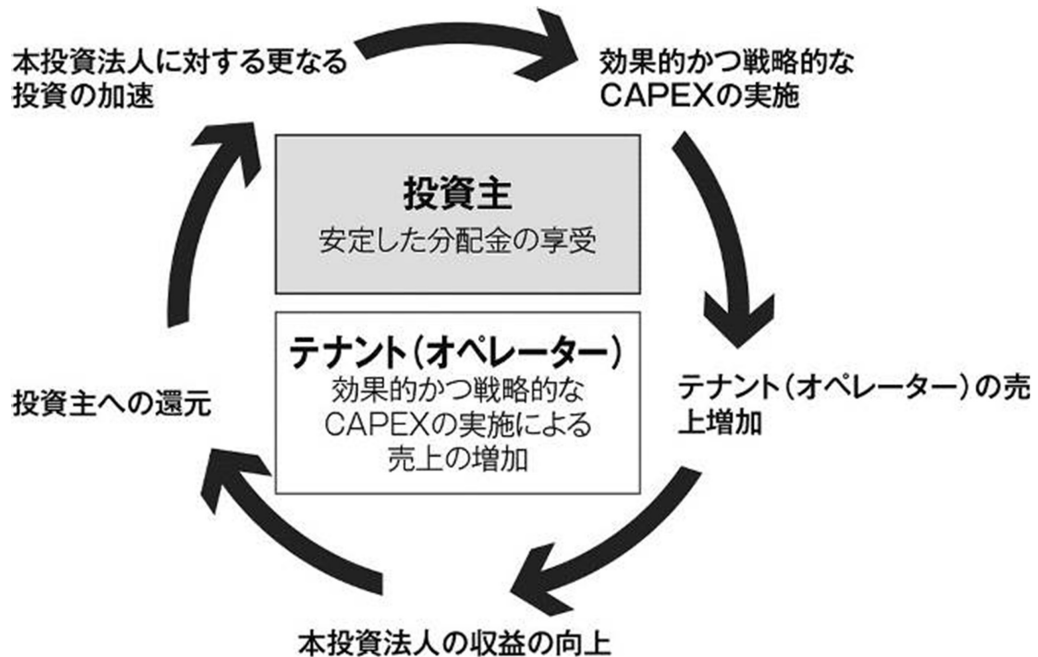 本投資法人に対する更なる
投資の加速
効果的かつ戦略的な
CAPEXの実施
投資主
安定した分配金の享受
テナント(オペレーター)
効果的かつ戦略的な
CAPEXの実施による
売上の増加
テナント(オペレーター)の売
上増加
投資主への還元
本投資法人の収益の向上